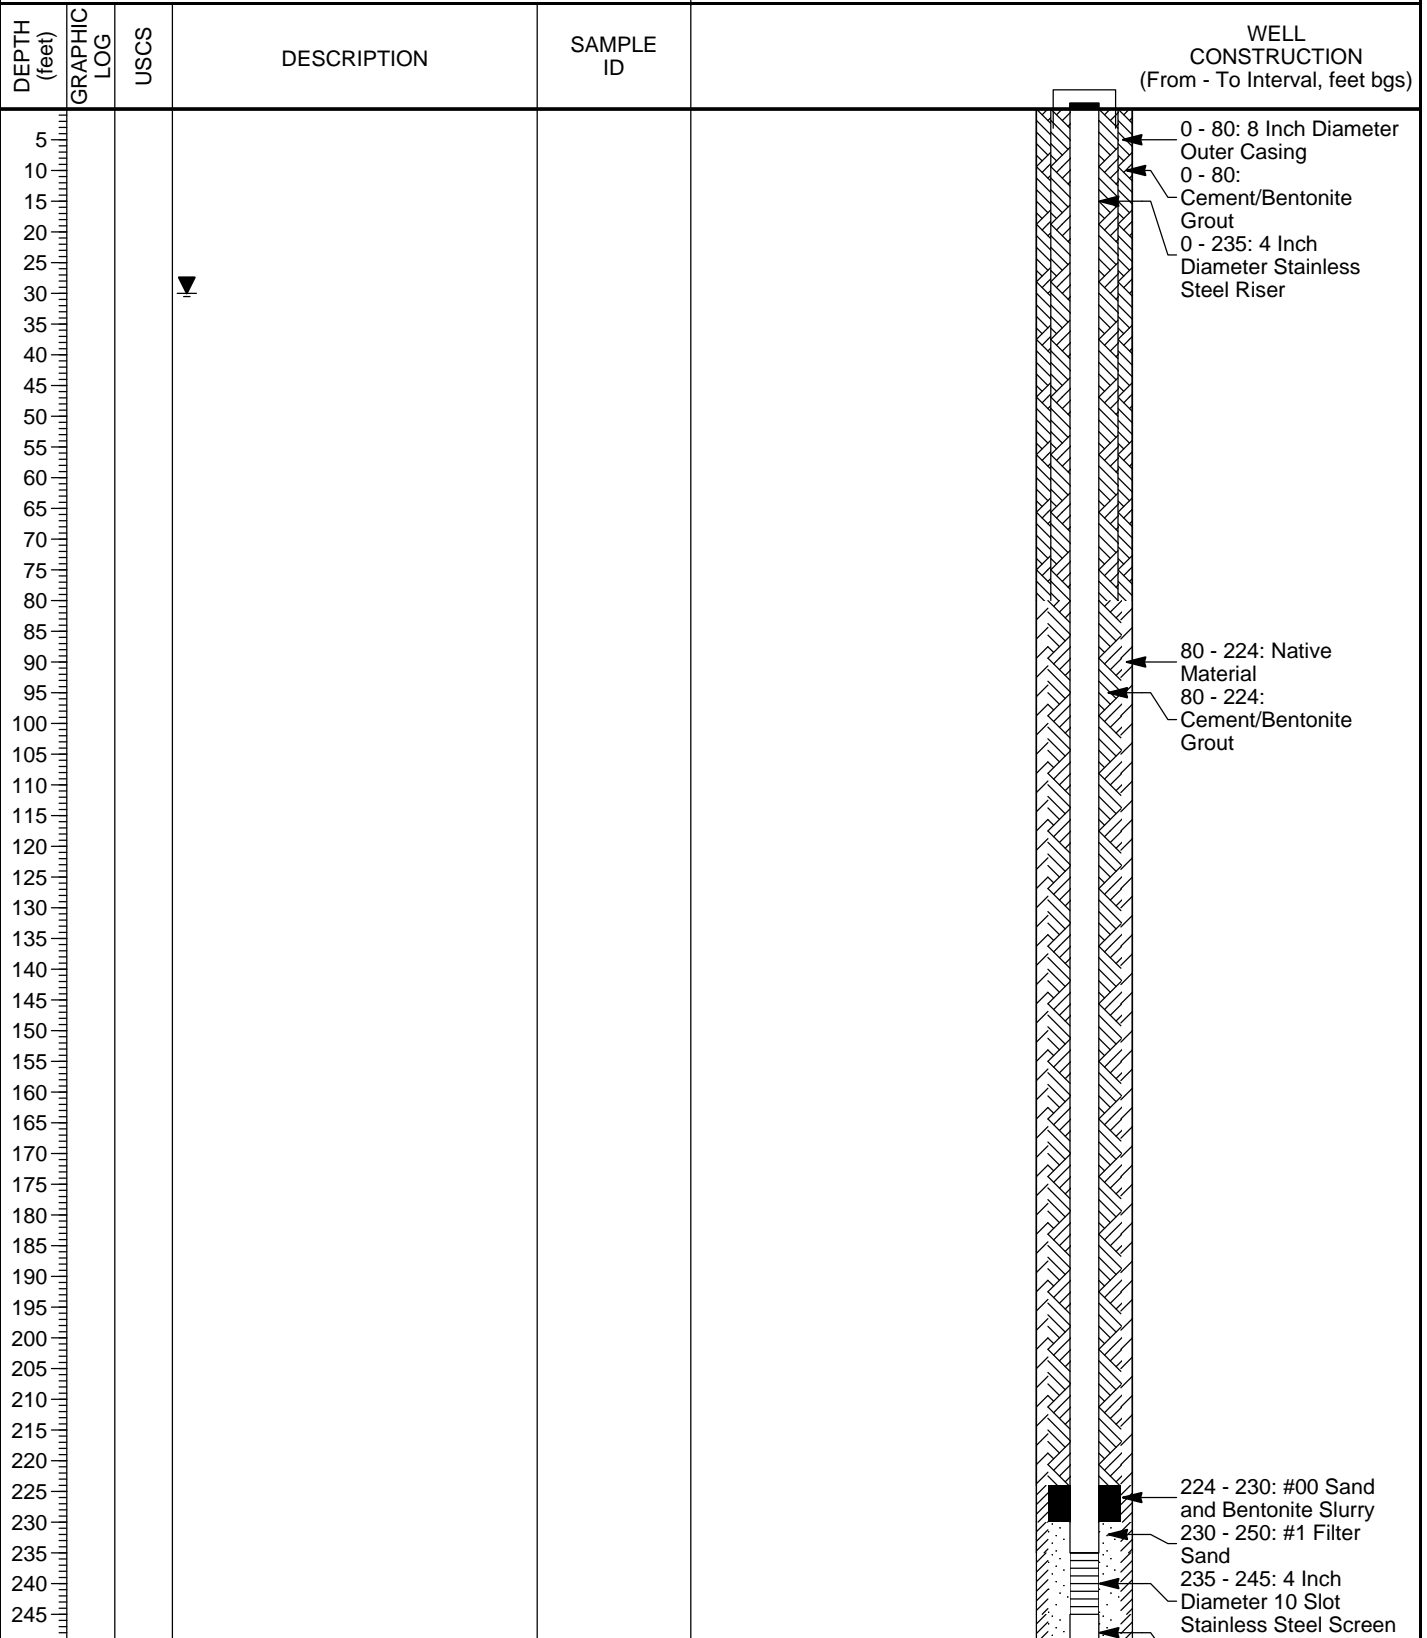 DEPTH
(feet)
GRAPHIC
LOG
USCS
DESCRIPTION
SAMPLE
ID
WELL
CONSTRUCTION
(From - To Interval, feet bgs)
5
10
15
20
25
30
35
40
45
50
55
60
65
70
75
80
85
90
95
100
105
110
115
120
125
130
135
140
145
150
155
160
165
170
175
180
185
190
195
200
205
210
215
220
225
230
235
240
245
0 - 80: 8 Inch Diameter
Outer Casing
0 - 80:
Cement/Bentonite
Grout
0 - 235: 4 Inch
Diameter Stainless
Steel Riser
80 - 224: Native
Material
80 - 224:
Cement/Bentonite
Grout
224 - 230: #00 Sand
and Bentonite Slurry
230 - 250: #1 Filter
Sand
235 - 245: 4 Inch
Diameter 10 Slot
Stainless Steel Screen